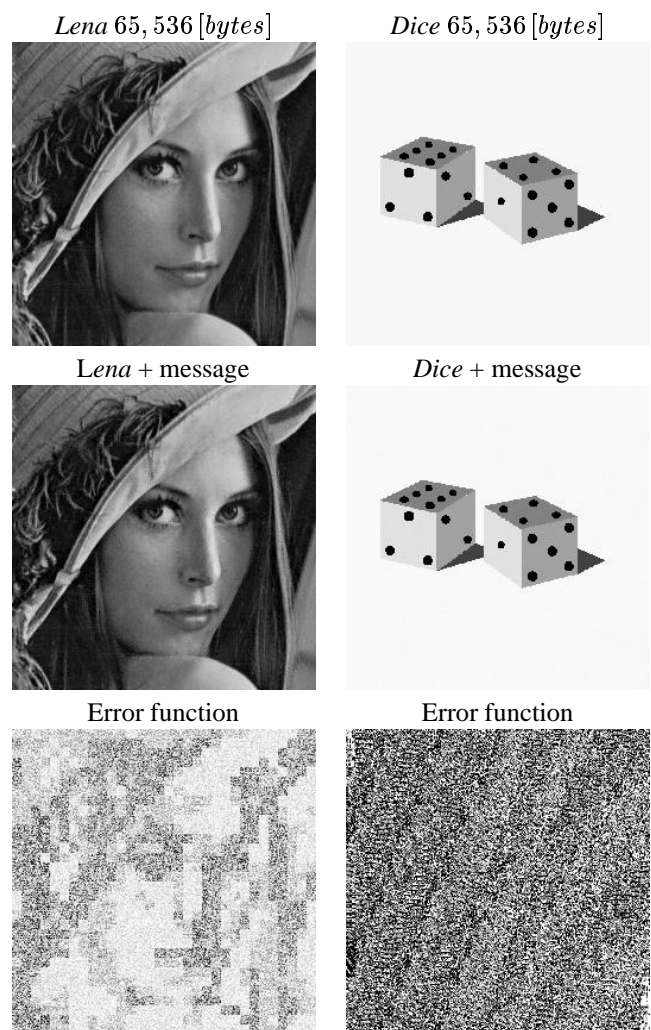 Lena 65, 536 [bytes]
Dice 65, 536 [bytes]
Lena + message
Dice + message
Error function
Error function